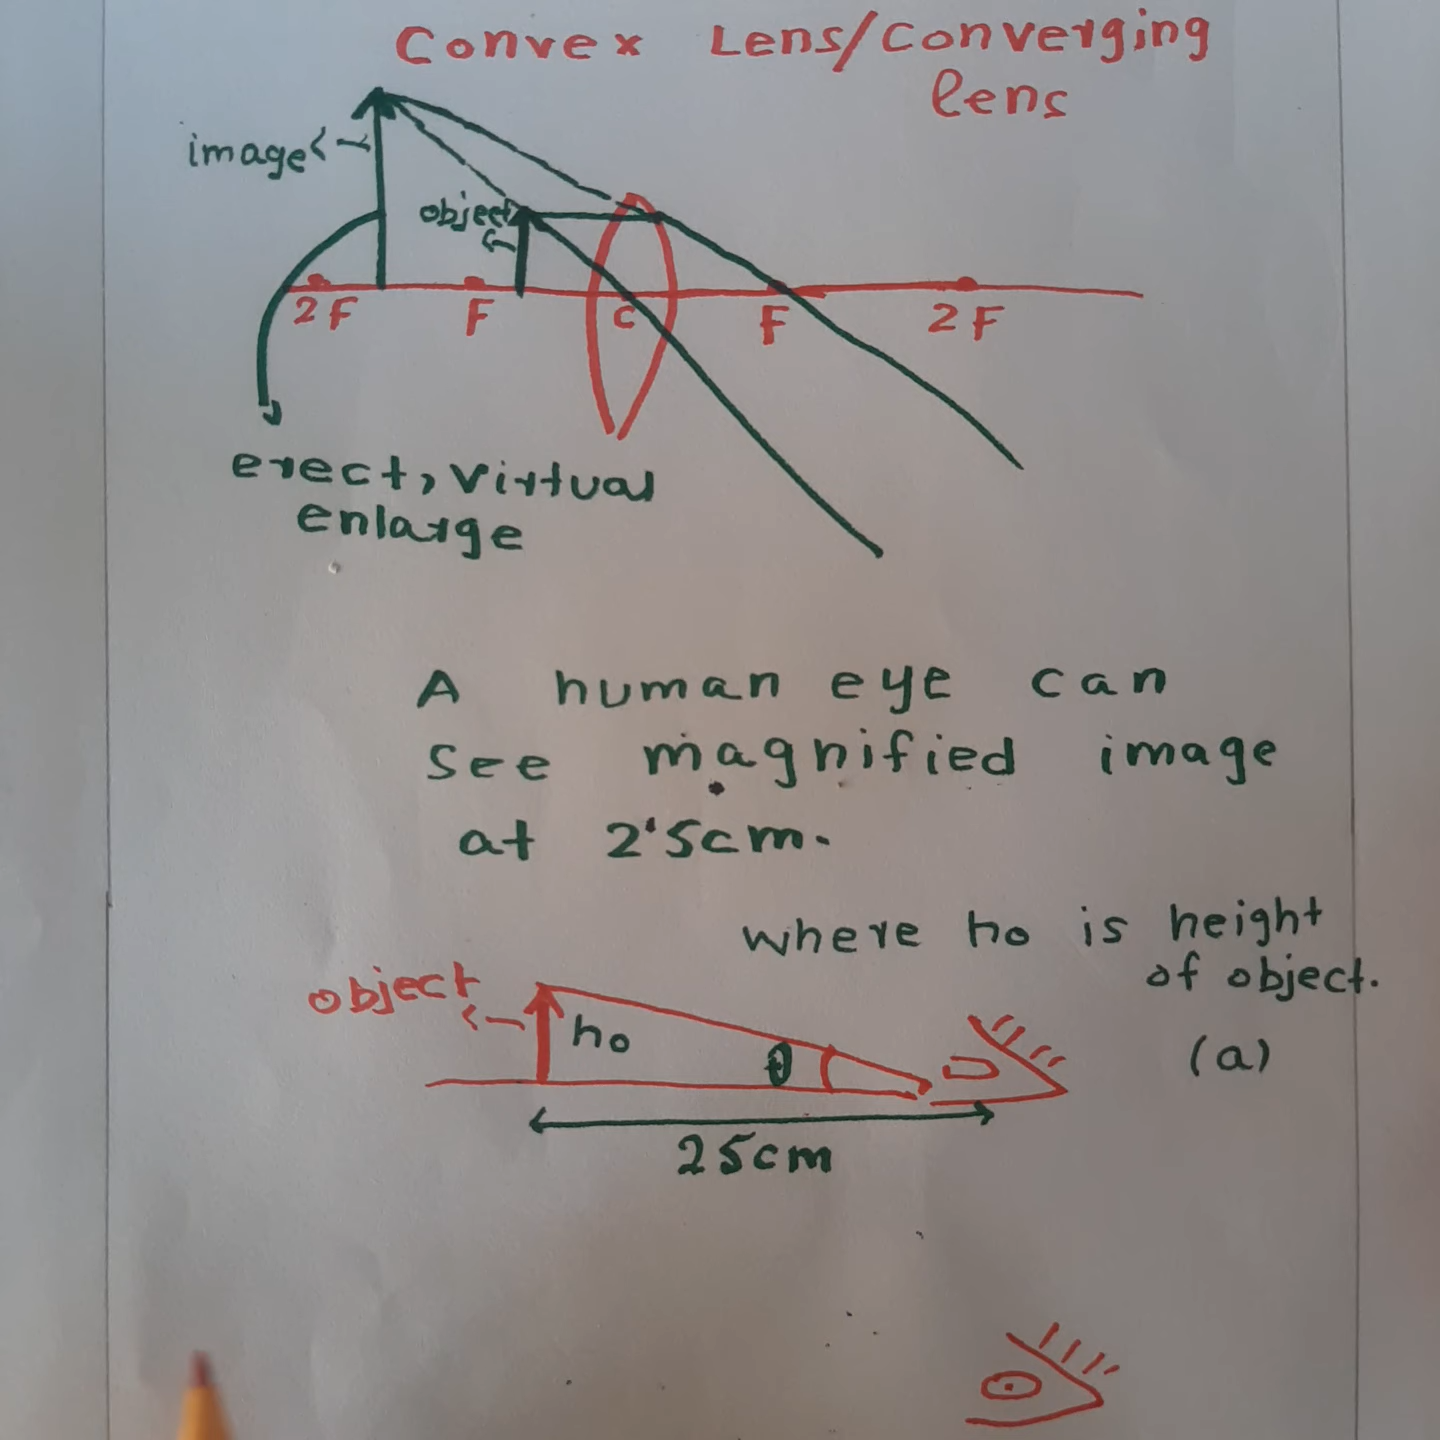 Convex Lens/Converging
lens
image
object
2F F C F 2F
erect, virtual
enlarge
A human eye can
see magnified image
at 2.5cm.
where ho is height
of object.
object
ho θ
(a)
25cm